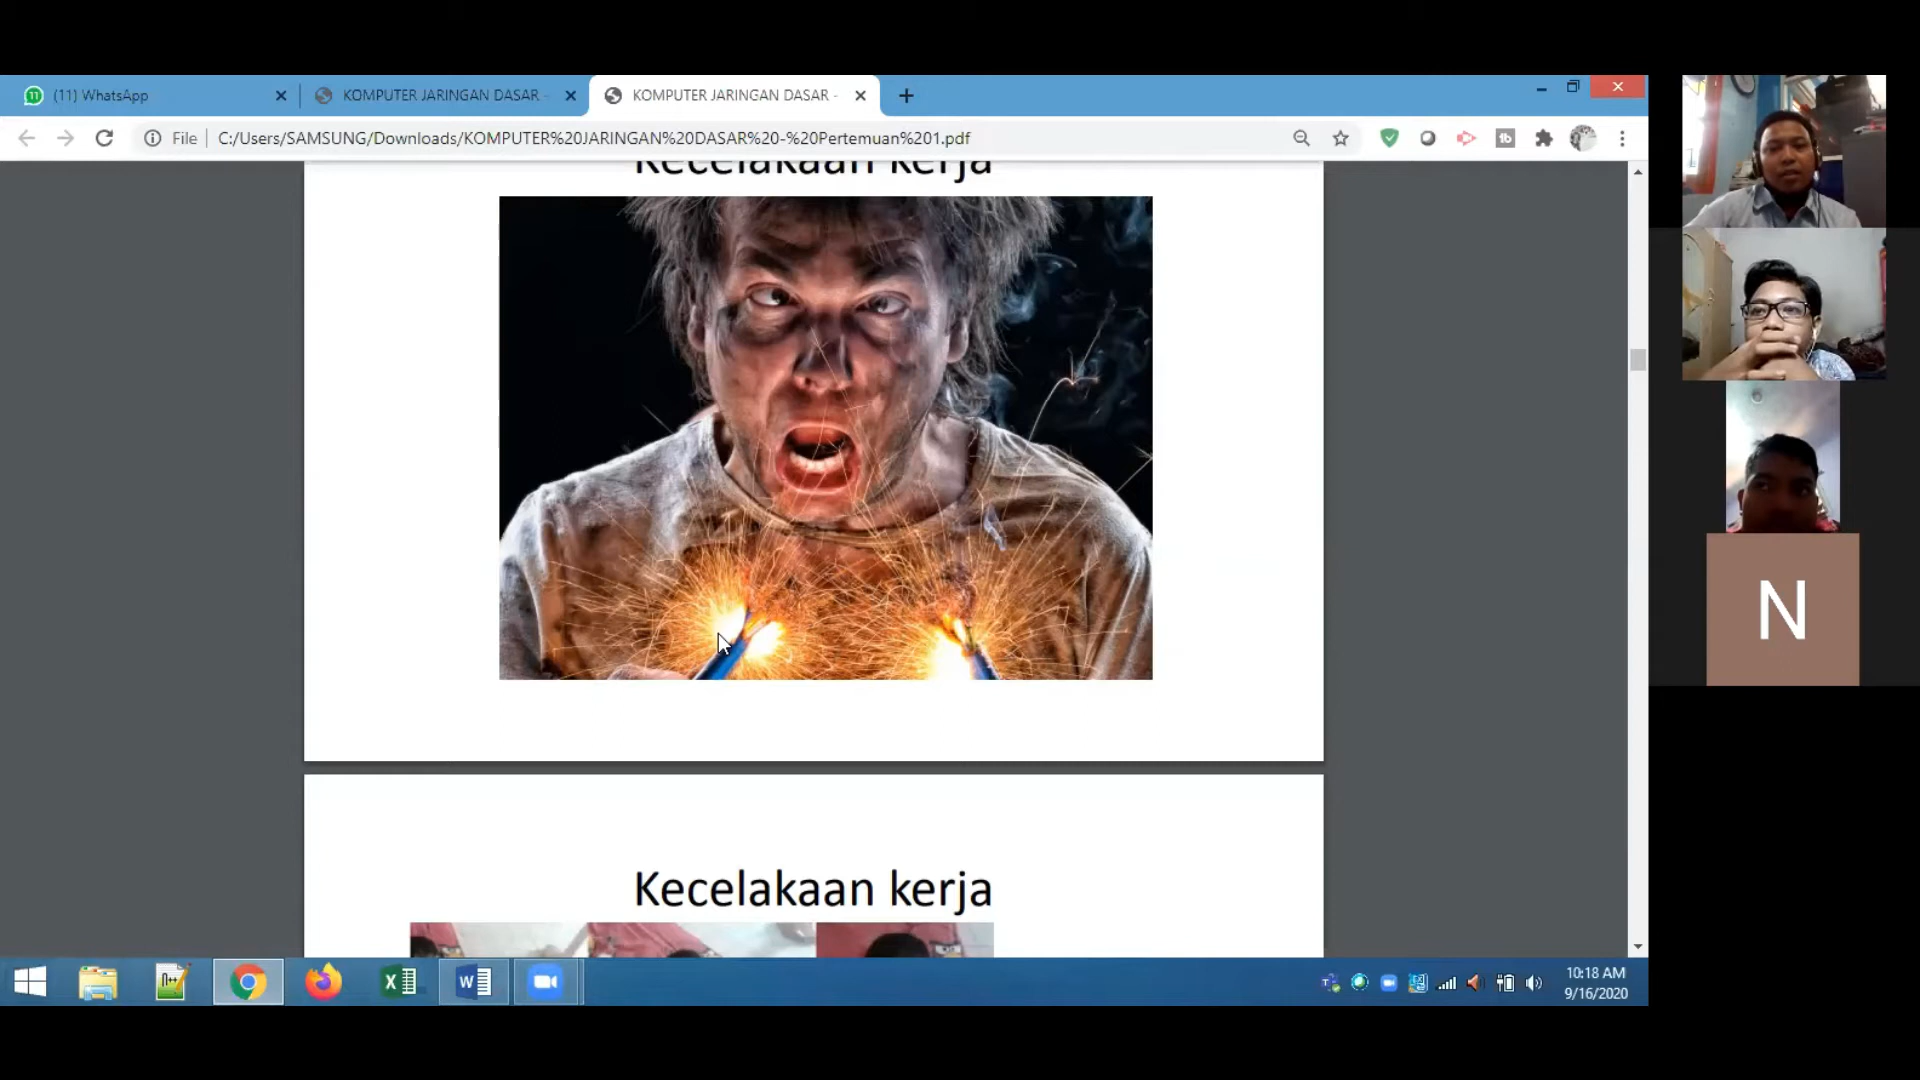 (11) WhatsApp
KOMPUTER JARINGAN DASAR -
KOMPUTER JARINGAN DASAR -
File
C:/Users/SAMSUNG/Downloads/KOMPUTER%20JARINGAN%20DASAR%20-%20Pertemuan%201.pdf
Kecelakaan kerja
N
Kecelakaan kerja
10:18 AM
9/16/2020